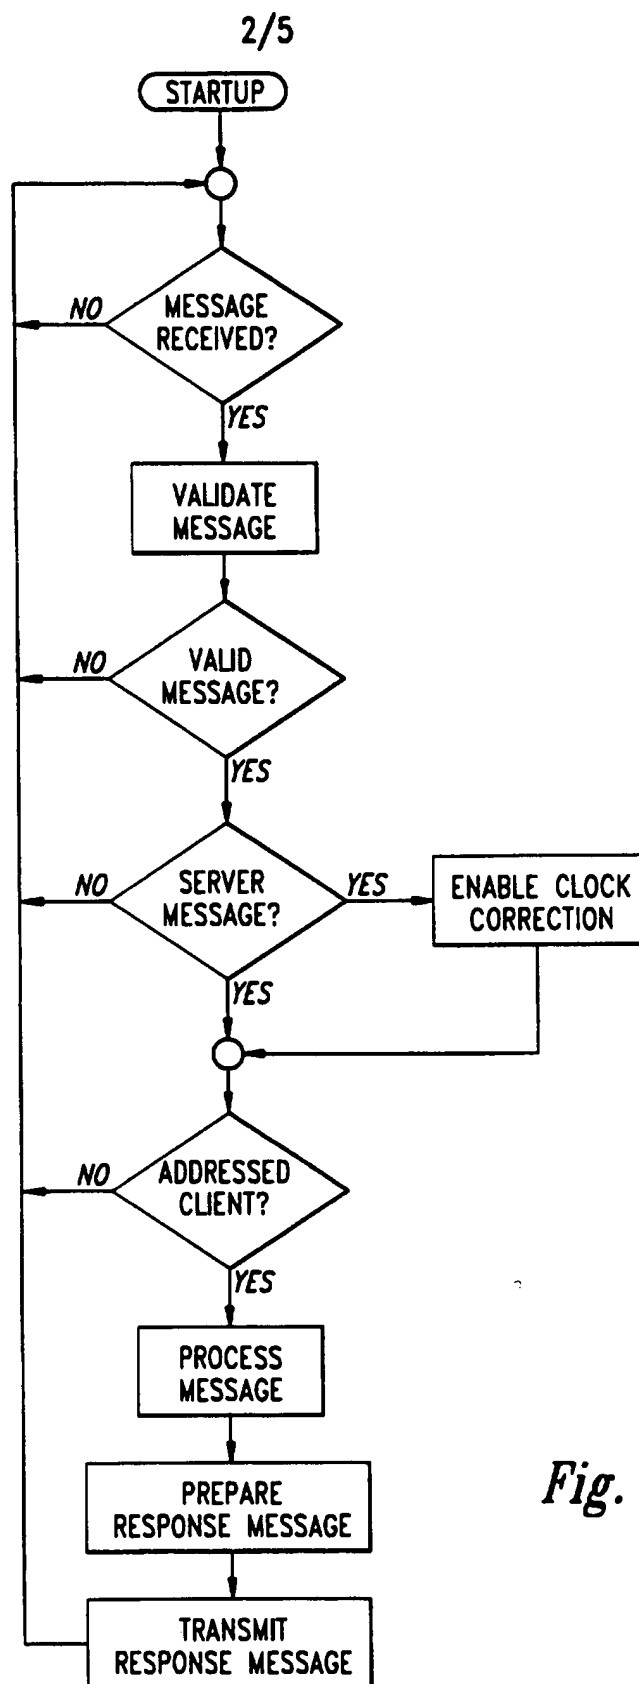 2/5
STARTUP
MESSAGE
RECEIVED?
NO
YES
VALIDATE
MESSAGE
VALID
MESSAGE?
NO
YES
SERVER
MESSAGE?
NO
YES
ENABLE CLOCK
CORRECTION
YES
ADDRESSED
CLIENT?
NO
YES
PROCESS
MESSAGE
PREPARE
RESPONSE MESSAGE
Fig.
TRANSMIT
RESPONSE MESSAGE